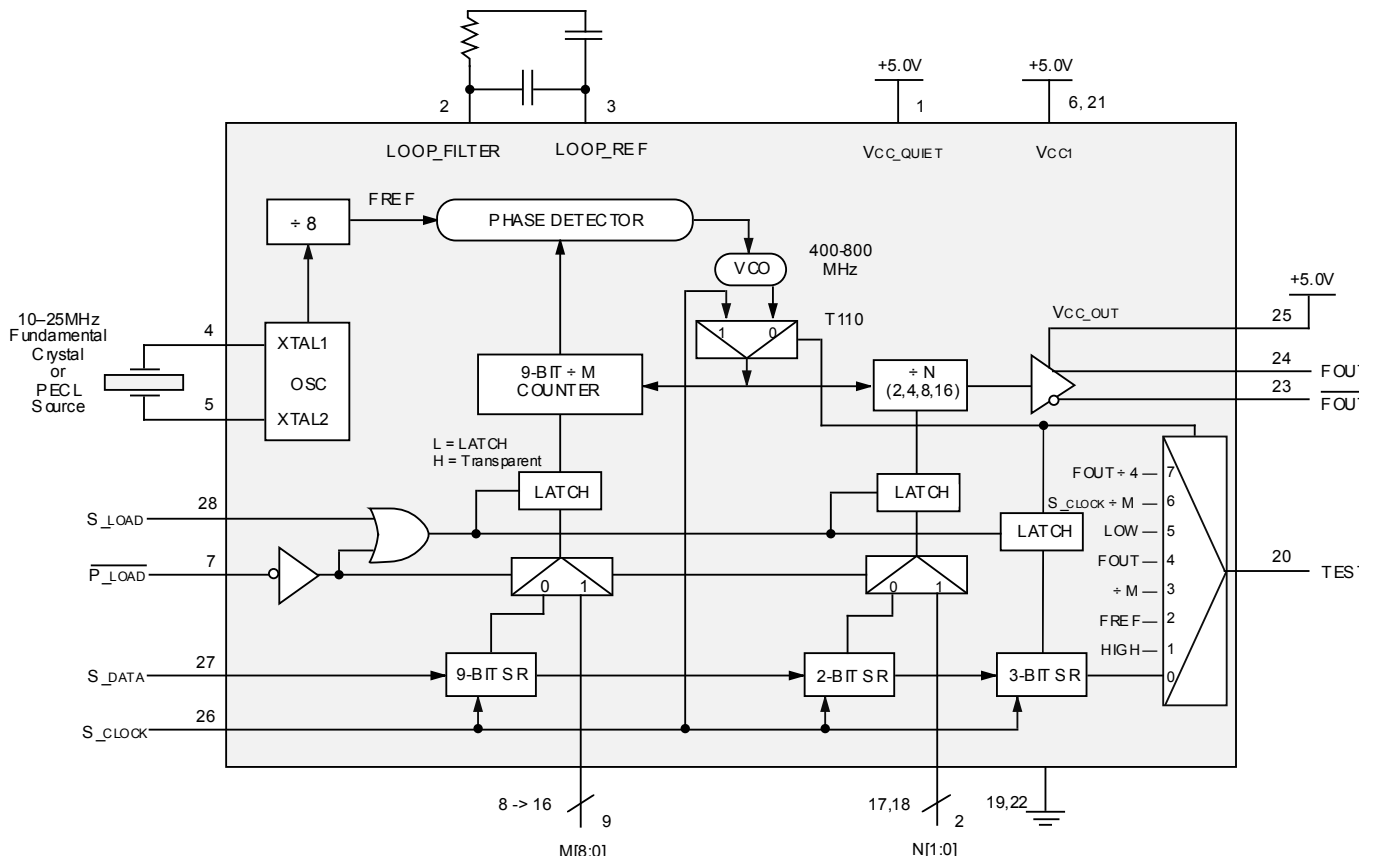 +5.0V
+5.0V
2
3
1
6, 21
LOOP_FILTER
LOOP_REF
VCC_QUIET
VCC1
÷ 8
FREF
PHASE DETECTOR
VCO
400-800
MHz
+5.0V
10–25MHz
Fundamental
Crystal
or
PECL
Source
4
5
XTAL1
OSC
XTAL2
1
0
T110
VCC_OUT
25
9-BIT ÷ M
COUNTER
÷ N
(2,4,8,16)
24
FOU
23
FOU
L = LATCH
H = Transparent
LATCH
LATCH
LATCH
FOUT ÷ 4
7
S_CLOCK ÷ M
6
LOW
5
FOUT
4
÷ M
3
FREF
2
HIGH
1
0
20
TES
S_LOAD
28
P_LOAD
7
0
1
0
1
S_DATA
27
9-BIT SR
2-BIT SR
3-BIT SR
S_CLOCK
26
8 -> 16
9
M[8:0]
17,18
2
N[1:0]
19,22